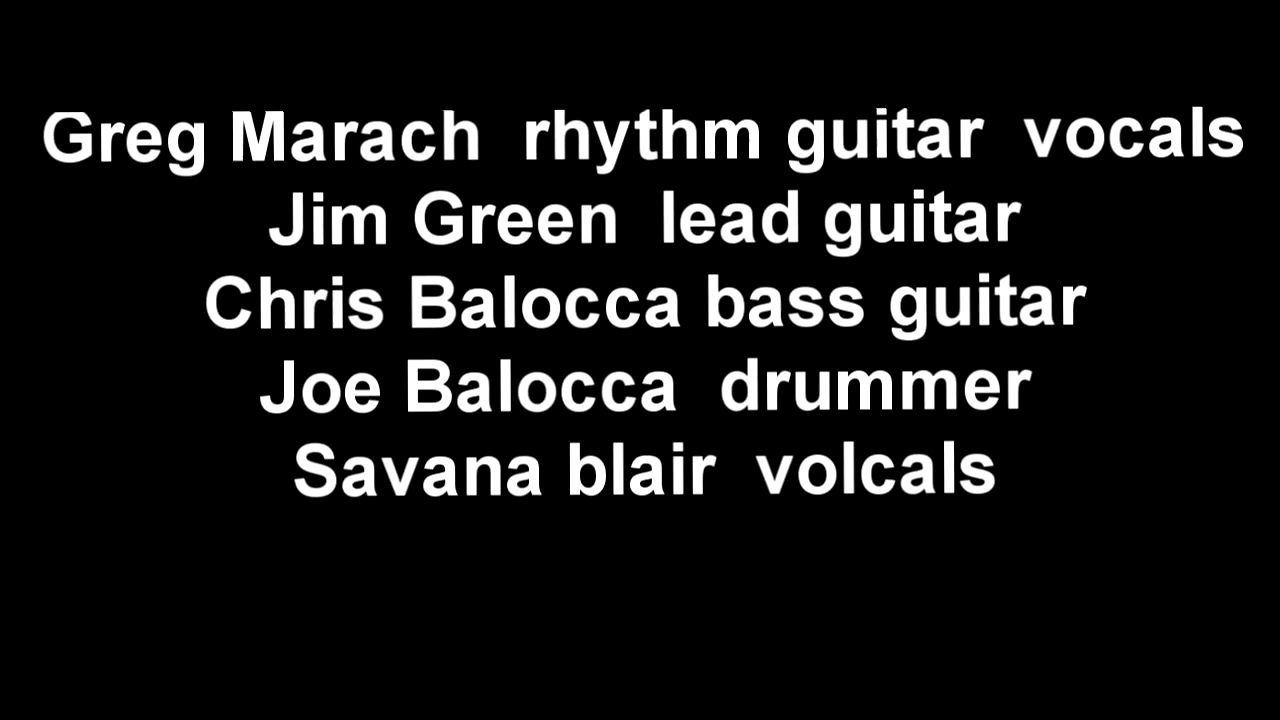 Greg Marach  rhythm guitar  vocals
Jim Green  lead guitar
Chris Balocca bass guitar
Joe Balocca  drummer
Savana blair  volcals